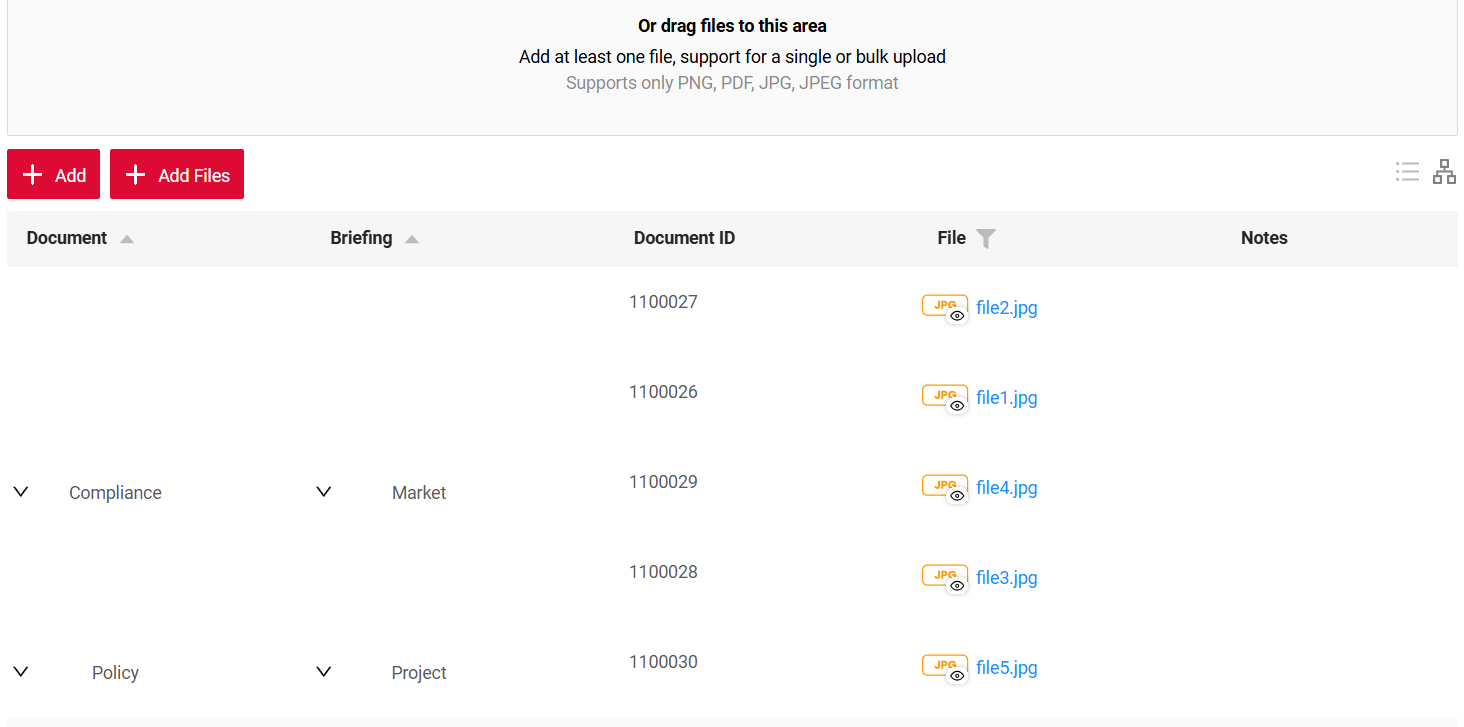 Or drag files to this area
Add at least one file, support for a single or bulk upload
Supports only PNG, PDF, JPG, JPEG format
Add Add Files
Document Briefing Document ID File Notes
1100027 JPG file2.jpg
1100026 JPG file1.jpg
Compliance Market 1100029 JPG file4.jpg
1100028 JPG file3.jpg
Policy Project 1100030 JPG file5.jpg